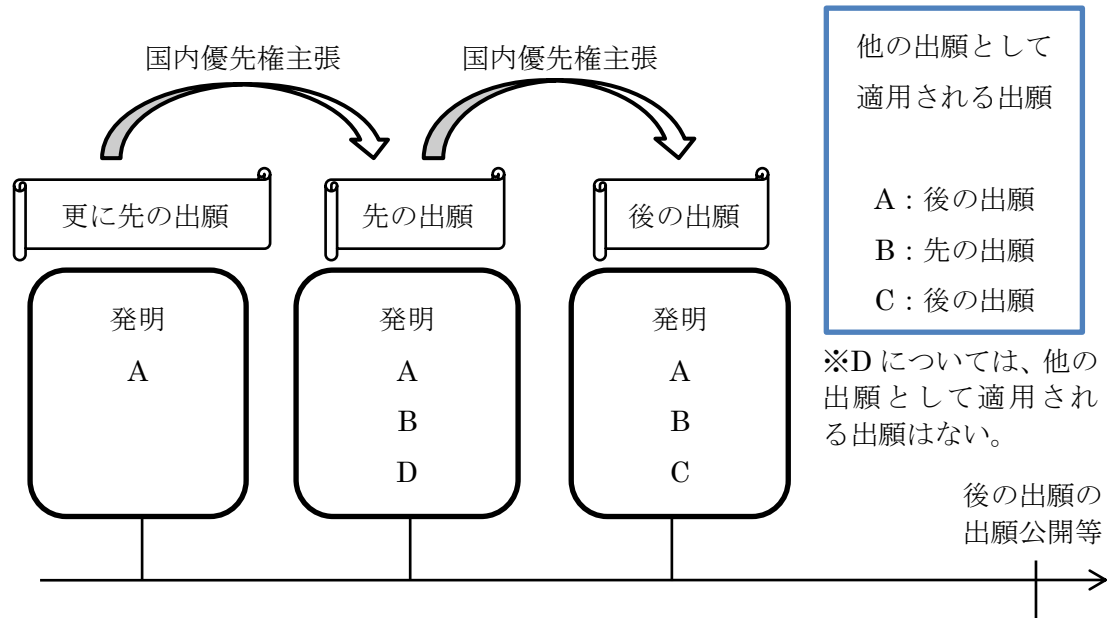 国内優先権主張
国内優先権主張
更に先の出願
先の出願
後の出願
発明
A
発明
A
B
D
発明
A
B
C
他の出願として
適用される出願
A：後の出願
B：先の出願
C：後の出願
※D については、他の
出願として適用され
る出願はない。
後の出願の
出願公開等